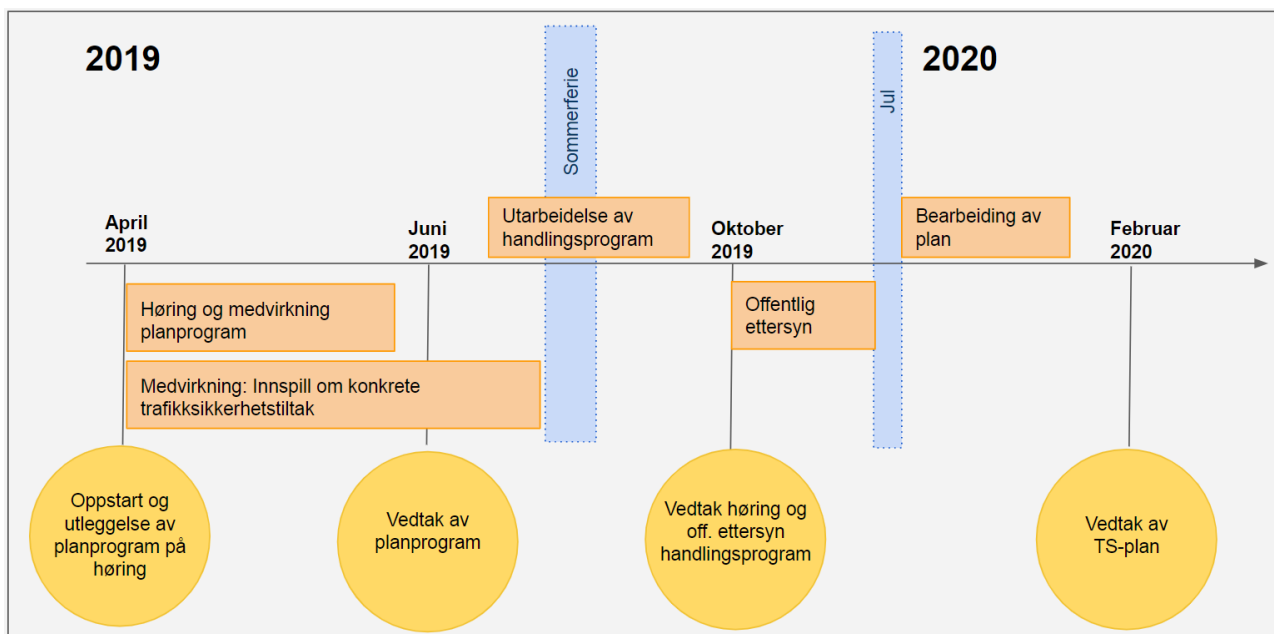 2019
2020
Sommerferie
Jul
April
2019
Juni
2019
Utarbeidelse av
handlingsprogram
Oktober
2019
Bearbeiding av
plan
Februar
2020
Høring og medvirkning
planprogram
Offentlig
ettersyn
Medvirkning: Innspill om konkrete
trafikksikkerhetstiltak
Oppstart og
utleggelse av
planprogram på
høring
Vedtak av
planprogram
Vedtak høring og
off. ettersyn
handlingsprogram
Vedtak av
TS-plan